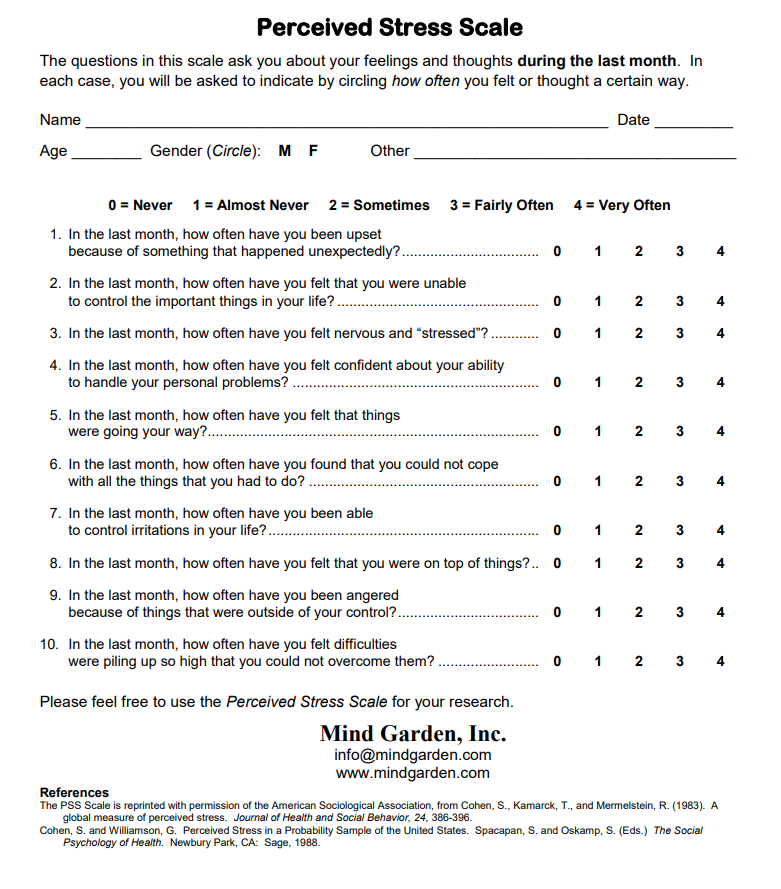 Perceived Stress Scale
The questions in this scale ask you about your feelings and thoughts during the last month. In
each case, you will be asked to indicate by circling how often you felt or thought a certain way.
Name ______________________________________________________________ Date _________
Age ________ Gender (Circle): M F Other ______________________________________
0 = Never 1 = Almost Never 2 = Sometimes 3 = Fairly Often 4 = Very Often
1. In the last month, how often have you been upset
because of something that happened unexpectedly?................................. 0 1 2 3 4
2. In the last month, how often have you felt that you were unable
to control the important things in your life? ................................................ 0 1 2 3 4
3. In the last month, how often have you felt nervous and “stressed”? ............ 0 1 2 3 4
4. In the last month, how often have you felt confident about your ability
to handle your personal problems? ............................................................ 0 1 2 3 4
5. In the last month, how often have you felt that things
were going your way?................................................................................ 0 1 2 3 4
6. In the last month, how often have you found that you could not cope
with all the things that you had to do? ........................................................ 0 1 2 3 4
7. In the last month, how often have you been able
to control irritations in your life?.................................................................. 0 1 2 3 4
8. In the last month, how often have you felt that you were on top of things?.. 0 1 2 3 4
9. In the last month, how often have you been angered
because of things that were outside of your control?.................................. 0 1 2 3 4
10. In the last month, how often have you felt difficulties
were piling up so high that you could not overcome them? ........................ 0 1 2 3 4
Please feel free to use the Perceived Stress Scale for your research.
Mind Garden, Inc.
info@mindgarden.com
www.mindgarden.com
References
The PSS Scale is reprinted with permission of the American Sociological Association, from Cohen, S., Kamarck, T., and Mermelstein, R. (1983). A
global measure of perceived stress. Journal of Health and Social Behavior, 24, 386-396.
Cohen, S. and Williamson, G. Perceived Stress in a Probability Sample of the United States. Spacapan, S. and Oskamp, S. (Eds.) The Social
Psychology of Health. Newbury Park, CA: Sage, 1988.